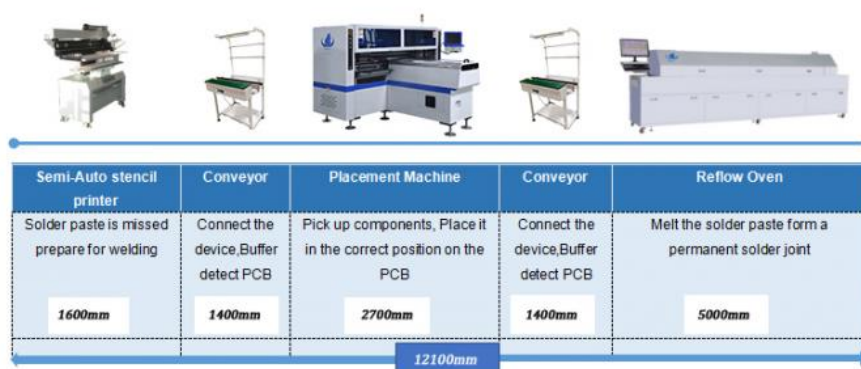 Semi-Auto stencil
printer
Conveyor
Placement Machine
Conveyor
Reflow Oven
Solder paste is missed
prepare for welding
Connect the
device,Buffer
detect PCB
Pick up components, Place it
in the correct position on the
PCB
Connect the
device,Buffer
detect PCB
Melt the solder paste form a
permanent solder joint
1600mm
1400mm
2700mm
1400mm
5000mm
12100mm